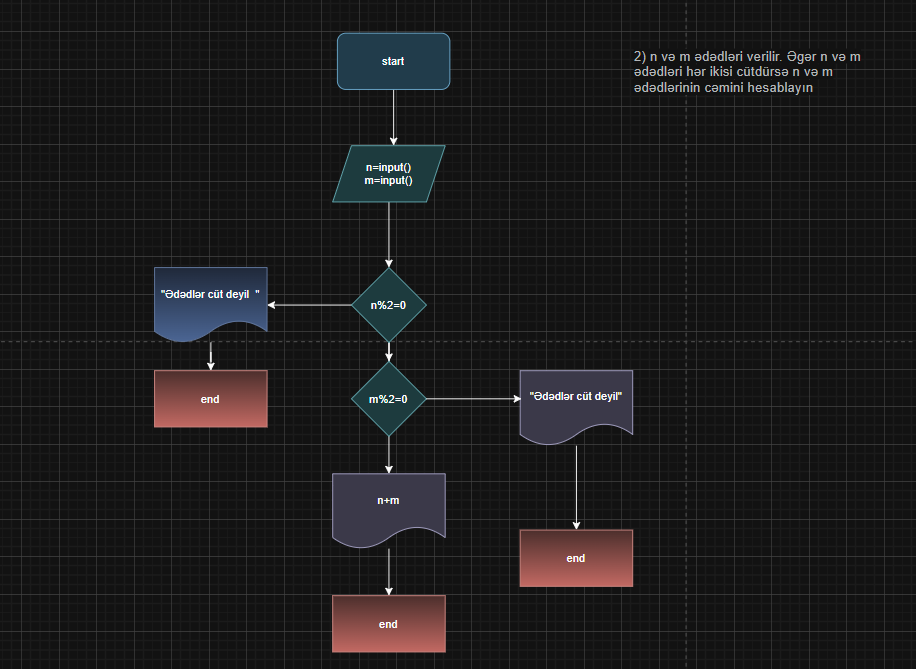 start
2) n və m ədədləri verilir. Əgər n və m
ədədləri hər ikisi cütdürsə n və m
ədədlərinin cəmini hesablayın
n=input()
m=input()
"Ədədlər cüt deyil  "
n%2=0
end
m%2=0
"Ədədlər cüt deyil"
n+m
end
end